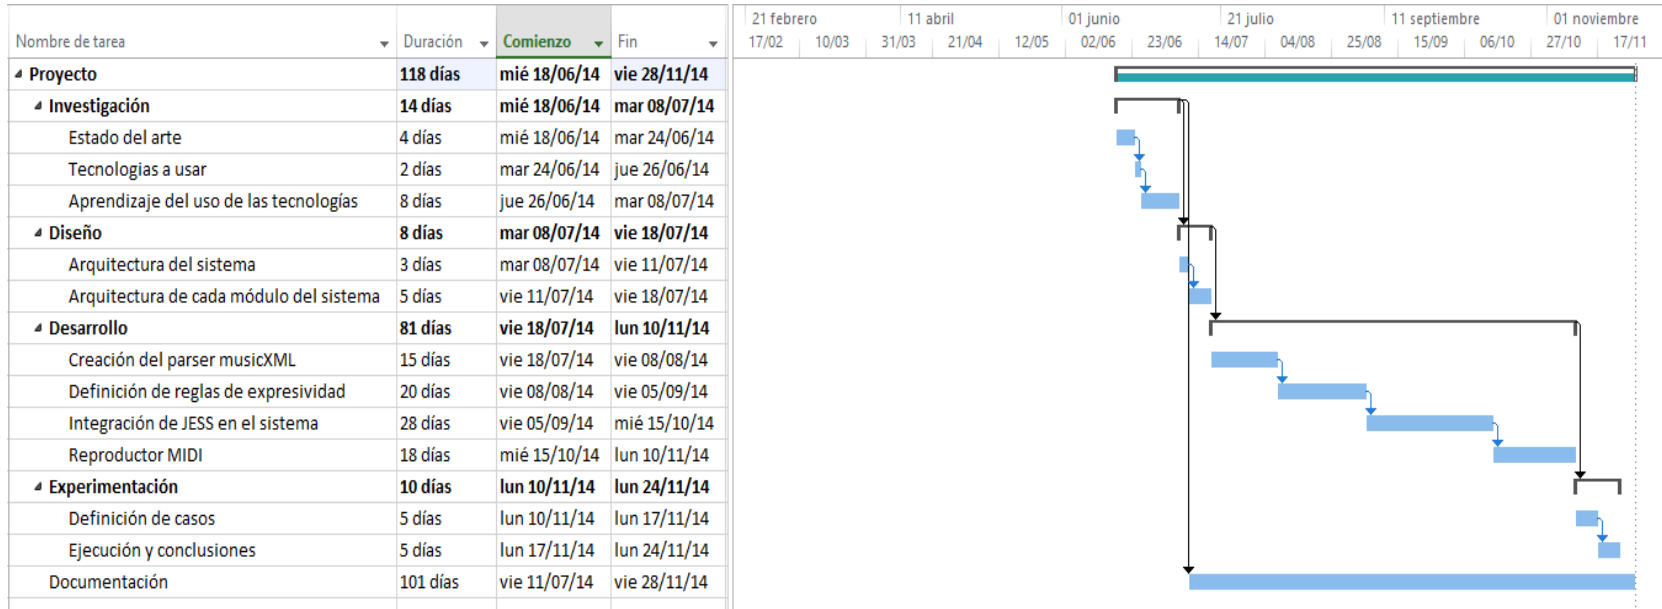 21 febrero 11 abril 01 junio 21 julio 11 septiembre 01 noviembre
Nombre de tarea Duración Comienzo Fin 17/02 10/03 31/03 21/04 12/05 02/06 23/06 14/07 04/08 25/08 15/09 06/10 27/10 17/11
Proyecto 118 días mié 18/06/14 vie 28/11/14
Investigación 14 días mié 18/06/14 mar 08/07/14
Estado del arte 4 días mié 18/06/14 mar 24/06/14
Tecnologias a usar 2 días mar 24/06/14 jue 26/06/14
Aprendizaje del uso de las tecnologías 8 días jue 26/06/14 mar 08/07/14
Diseño 8 días mar 08/07/14 vie 18/07/14
Arquitectura del sistema 3 días mar 08/07/14 vie 11/07/14
Arquitectura de cada módulo del sistema 5 días vie 11/07/14 vie 18/07/14
Desarrollo 81 días vie 18/07/14 lun 10/11/14
Creación del parser musicXML 15 días vie 18/07/14 vie 08/08/14
Definición de reglas de expresividad 20 días vie 08/08/14 vie 05/09/14
Integración de JESS en el sistema 28 días vie 05/09/14 mié 15/10/14
Reproductor MIDI 18 días mié 15/10/14 lun 10/11/14
Experimentación 10 días lun 10/11/14 lun 24/11/14
Definición de casos 5 días lun 10/11/14 lun 17/11/14
Ejecución y conclusiones 5 días lun 17/11/14 lun 24/11/14
Documentación 101 días vie 11/07/14 vie 28/11/14